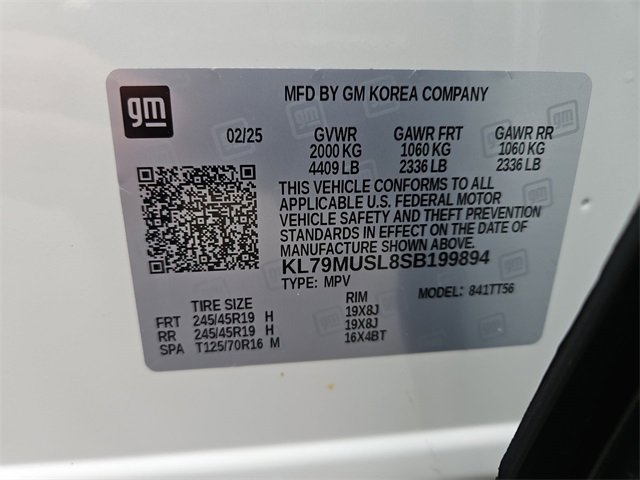 gm
MFD BY GM KOREA COMPANY
02/25 GVWR GAWR FRT GAWR RR
2000 KG 1060 KG 1060 KG
4409 LB 2336 LB 2336 LB
THIS VEHICLE CONFORMS TO ALL
APPLICABLE U.S. FEDERAL MOTOR
VEHICLE SAFETY AND THEFT PREVENTION
STANDARDS IN EFFECT ON THE DATE OF
MANUFACTURE SHOWN ABOVE.
KL79MUSL8SB199894
TYPE: MPV MODEL: 841TT56
TIRE SIZE RIM
FRT 245/45R19 H 19X8J
RR 245/45R19 H 19X8J
SPA T125/70R16 M 16X4BT